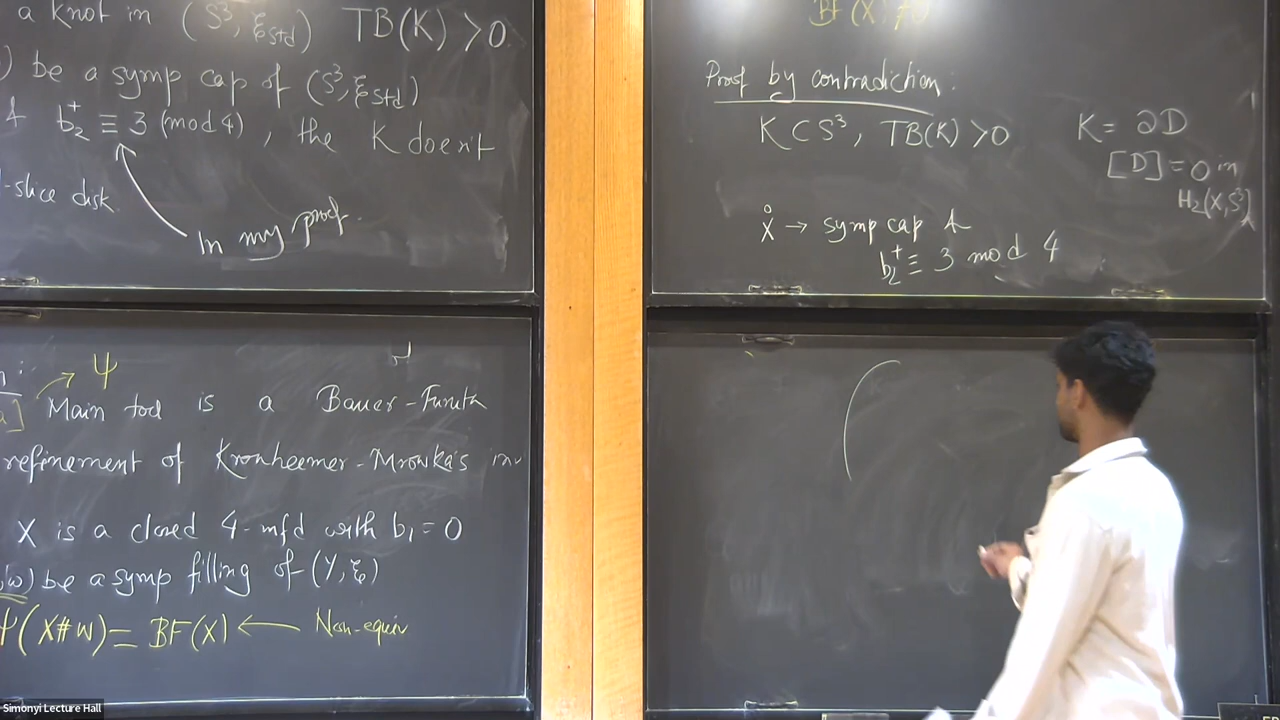 a knot in (S³, ξstd) TB(K) > 0.
) be a symp cap of (S³, ξstd)
b₂⁺ ≡ 3 (mod 4), the K doesn't
-slice disk.
In my proof.
Ψ
Main tool is a Bauer-Furuta
refinement of Kronheimer-Mrowka's inv
X is a closed 4-mfd with b₁ = 0
,ω) be a symp filling of (Y, ξ)
Ψ(X#W) = BF(X) ← Non-equiv
BF(X) ≠ 0
Proof by contradiction:
K ⊂ S³, TB(K) > 0
K = ∂D
[D] = 0 in
H₂(X, S³)
X̊ → symp cap
b₂⁺ ≡ 3 mod 4
Simonyi Lecture Hall